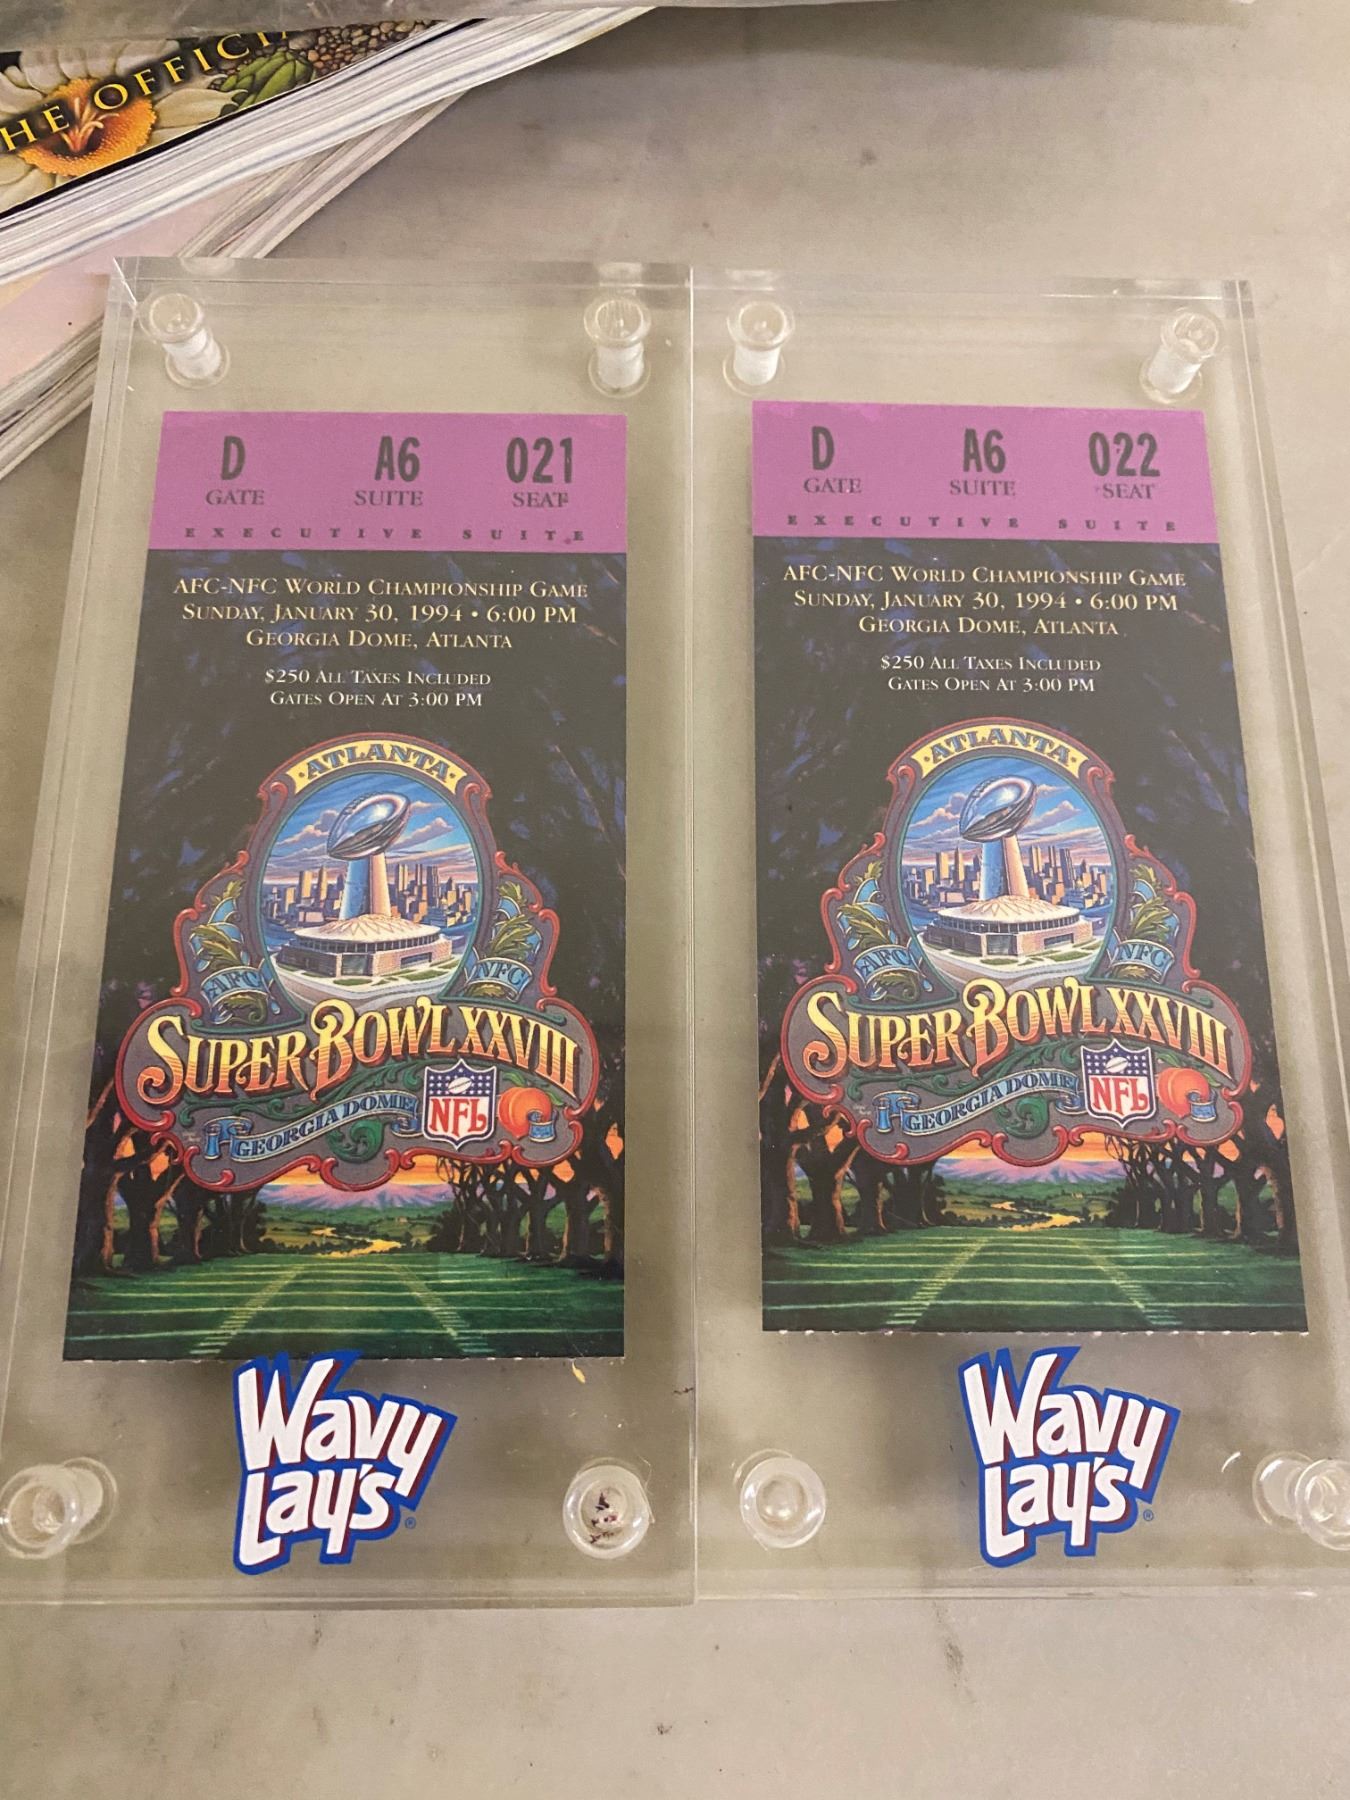 HE OFFICI
D A6 021
GATE SUITE SEAT
EXECUTIVE SUITE
AFC-NFC WORLD CHAMPIONSHIP GAME
SUNDAY, JANUARY 30, 1994 • 6:00 PM
GEORGIA DOME, ATLANTA
$250 ALL TAXES INCLUDED
GATES OPEN AT 3:00 PM
·ATLANTA·
AFC NFC
SUPER BOWL XXVIII
GEORGIA DOME NFL
Wavy
Lay's®
D A6 022
GATE SUITE SEAT
EXECUTIVE SUITE
AFC-NFC WORLD CHAMPIONSHIP GAME
SUNDAY, JANUARY 30, 1994 • 6:00 PM
GEORGIA DOME, ATLANTA
$250 ALL TAXES INCLUDED
GATES OPEN AT 3:00 PM
·ATLANTA·
AFC NFC
SUPER BOWL XXVIII
GEORGIA DOME NFL
Wavy
Lay's®